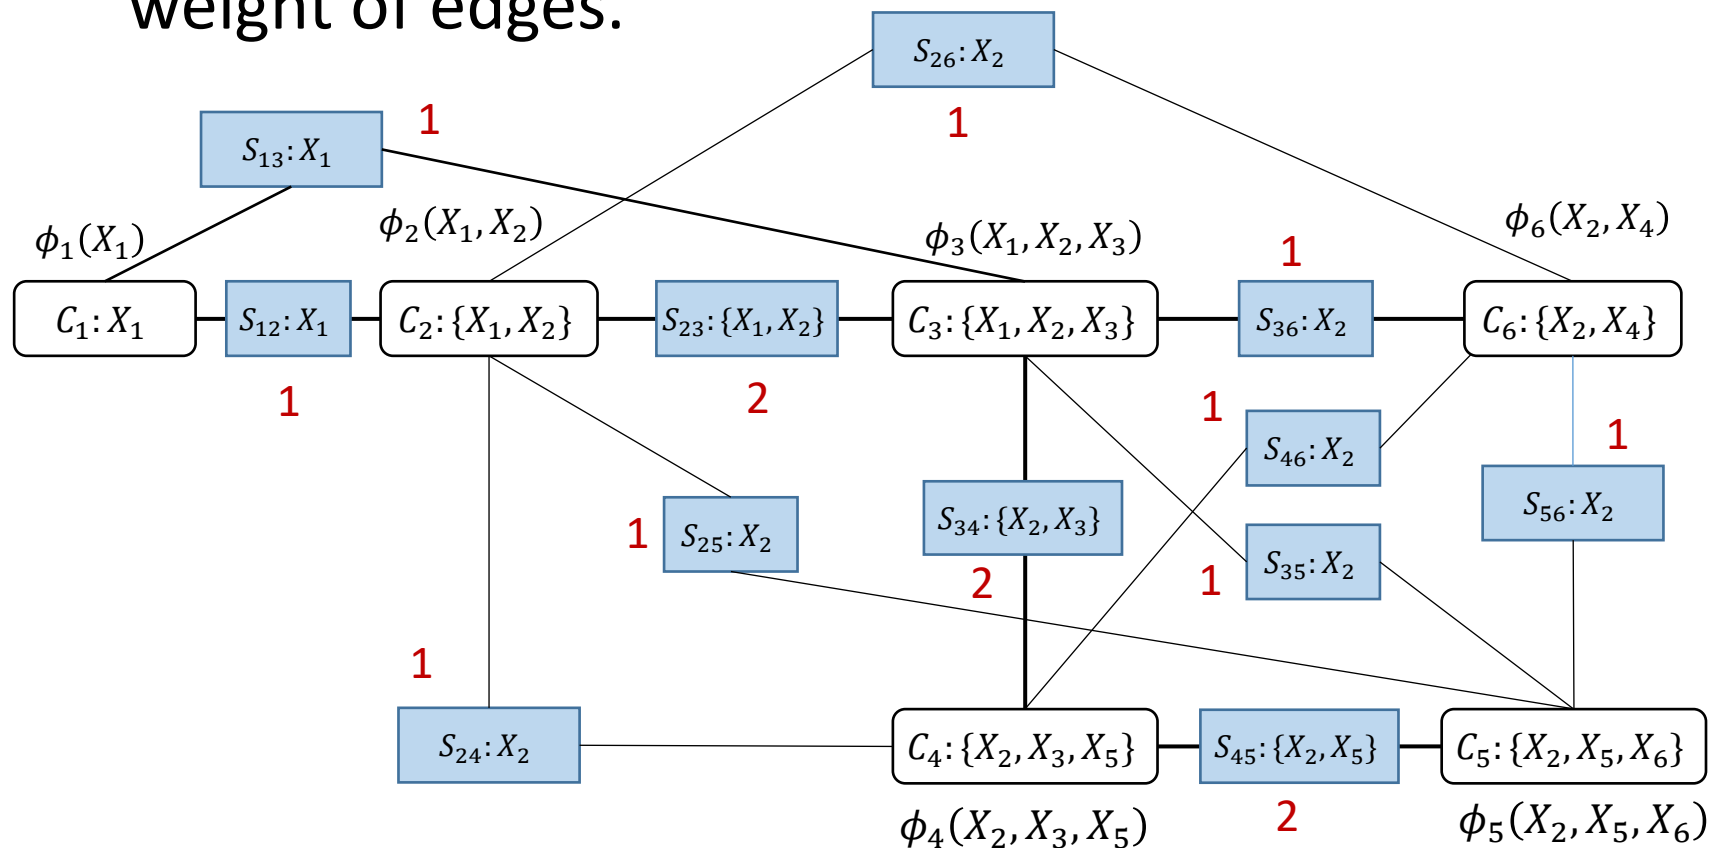 weight of edges.
S₂₆: X₂
1
1
S₁₃: X₁
ϕ₁(X₁)
ϕ₂(X₁, X₂)
ϕ₃(X₁, X₂, X₃)
ϕ₆(X₂, X₄)
1
C₁: X₁
S₁₂: X₁
C₂: {X₁, X₂}
S₂₃: {X₁, X₂}
C₃: {X₁, X₂, X₃}
S₃₆: X₂
C₆: {X₂, X₄}
1
2
1
S₄₆: X₂
1
S₅₆: X₂
1
S₂₅: X₂
S₃₄: {X₂, X₃}
2
1
S₃₅: X₂
1
S₂₄: X₂
C₄: {X₂, X₃, X₅}
S₄₅: {X₂, X₅}
C₅: {X₂, X₅, X₆}
ϕ₄(X₂, X₃, X₅)
2
ϕ₅(X₂, X₅, X₆)